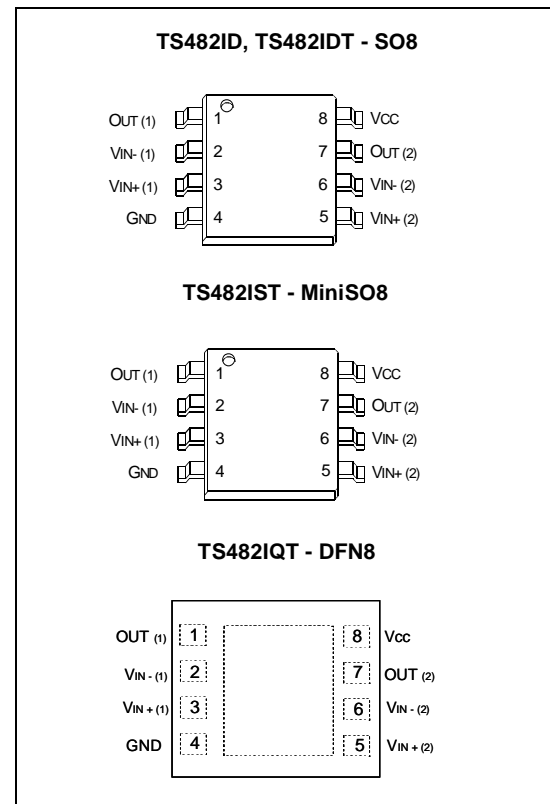 TS482ID, TS482IDT - SO8
OUT (1) 1 8 VCC
VIN- (1) 2 7 OUT (2)
VIN+ (1) 3 6 VIN- (2)
GND 4 5 VIN+ (2)
TS482IST - MiniSO8
OUT (1) 1 8 VCC
VIN- (1) 2 7 OUT (2)
VIN+ (1) 3 6 VIN- (2)
GND 4 5 VIN+ (2)
TS482IQT - DFN8
OUT (1) 1 8 Vcc
VIN - (1) 2 7 OUT (2)
VIN + (1) 3 6 VIN - (2)
GND 4 5 VIN + (2)